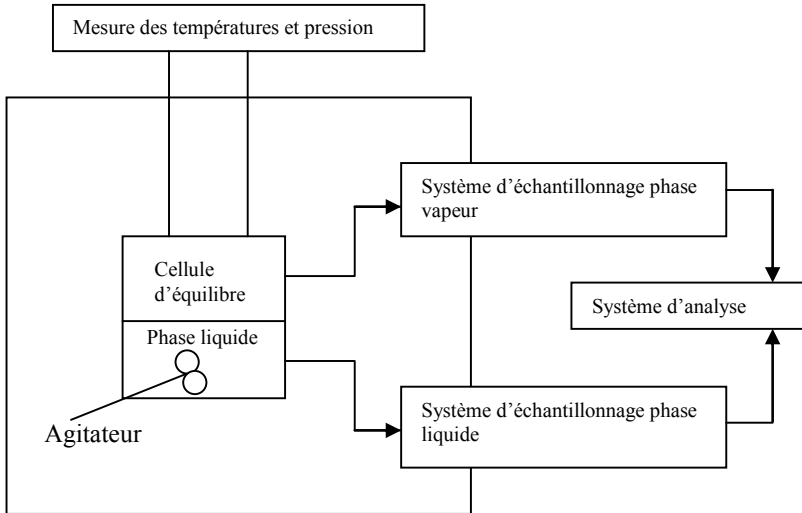 Mesure des températures et pression
Système d’échantillonnage phase
vapeur
Cellule
d’équilibre
Système d’analyse
Phase liquide
Système d’échantillonnage phase
liquide
Agitateur